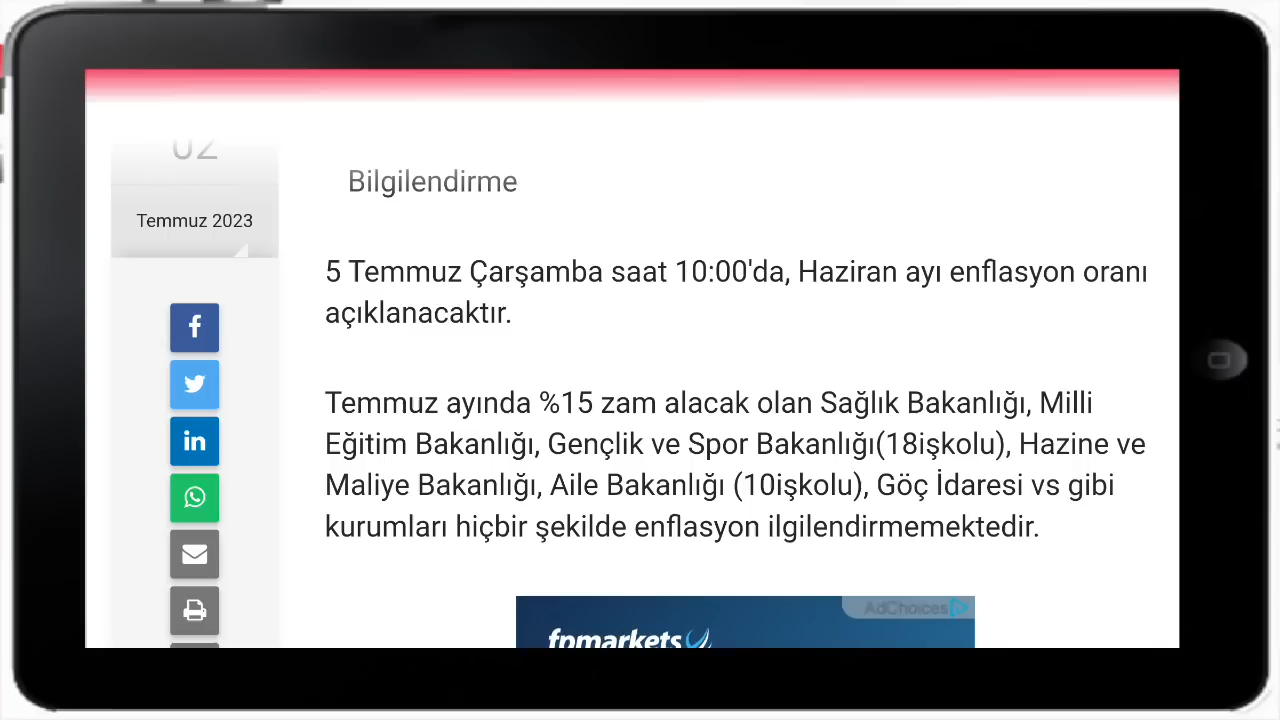 02
Temmuz 2023
Bilgilendirme
5 Temmuz Çarşamba saat 10:00'da, Haziran ayı enflasyon oranı
açıklanacaktır.
Temmuz ayında %15 zam alacak olan Sağlık Bakanlığı, Milli
Eğitim Bakanlığı, Gençlik ve Spor Bakanlığı(18işkolu), Hazine ve
Maliye Bakanlığı, Aile Bakanlığı (10işkolu), Göç İdaresi vs gibi
kurumları hiçbir şekilde enflasyon ilgilendirmemektedir.
AdChoices
fpmarkets